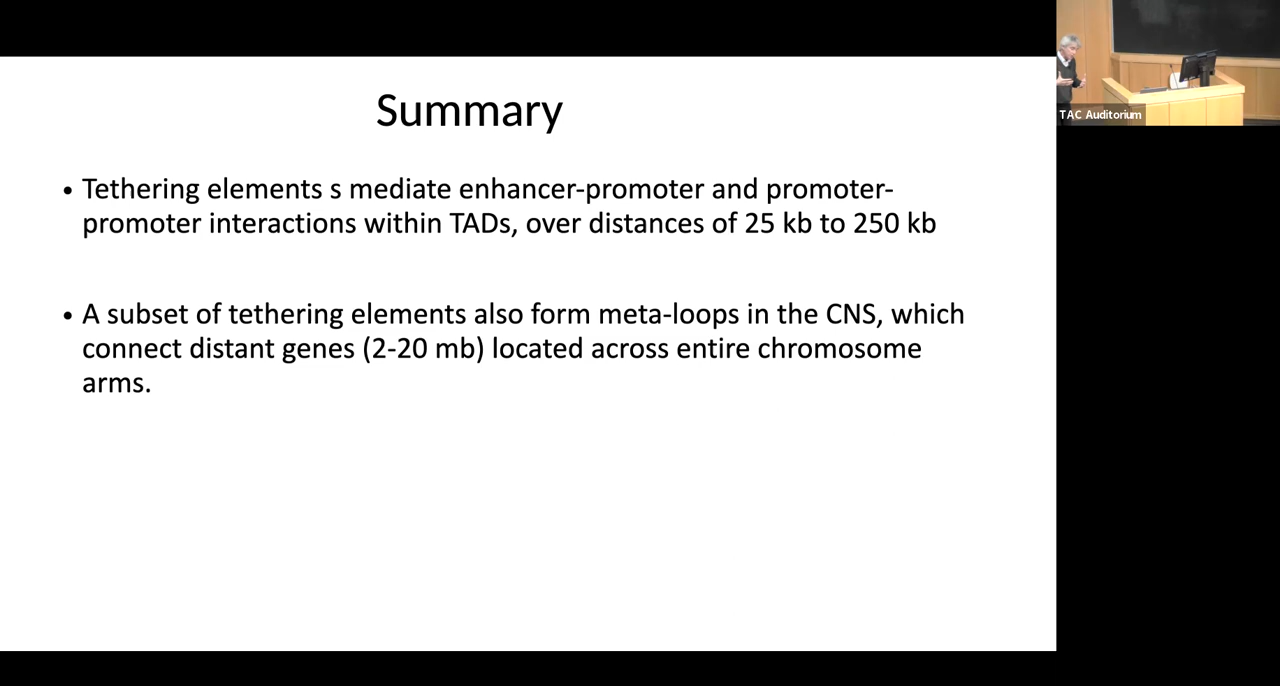 Summary
• Tethering elements s mediate enhancer-promoter and promoter-
promoter interactions within TADs, over distances of 25 kb to 250 kb
• A subset of tethering elements also form meta-loops in the CNS, which
connect distant genes (2-20 mb) located across entire chromosome
arms.
TAC Auditorium